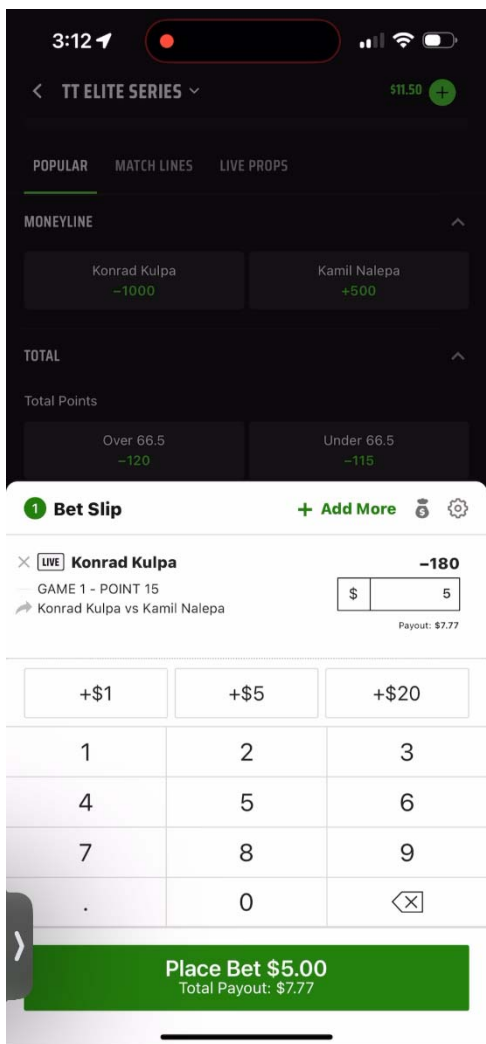 3:12
TT ELITE SERIES
$11.50 +
POPULAR MATCH LINES LIVE PROPS
MONEYLINE
Konrad Kulpa Kamil Nalepa
−1000 +500
TOTAL
Total Points
Over 66.5 Under 66.5
−120 −115
1 Bet Slip + Add More $
× LIVE Konrad Kulpa −180
GAME 1 - POINT 15 $ 5
Konrad Kulpa vs Kamil Nalepa
Payout: $7.77
+$1 +$5 +$20
1 2 3
4 5 6
7 8 9
. 0
Place Bet $5.00
Total Payout: $7.77